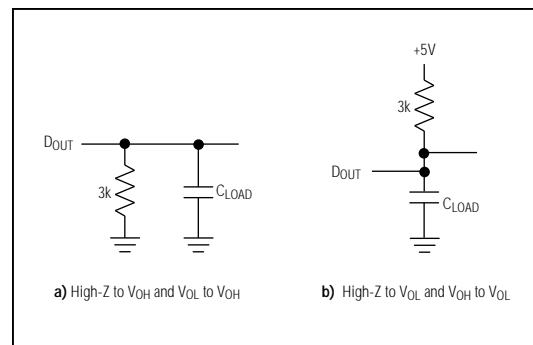 +5V
3k
DOUT
3k
CLOAD
DOUT
CLOAD
a) High-Z to VOH and VOL to VOH
b) High-Z to VOL and VOH to VOL